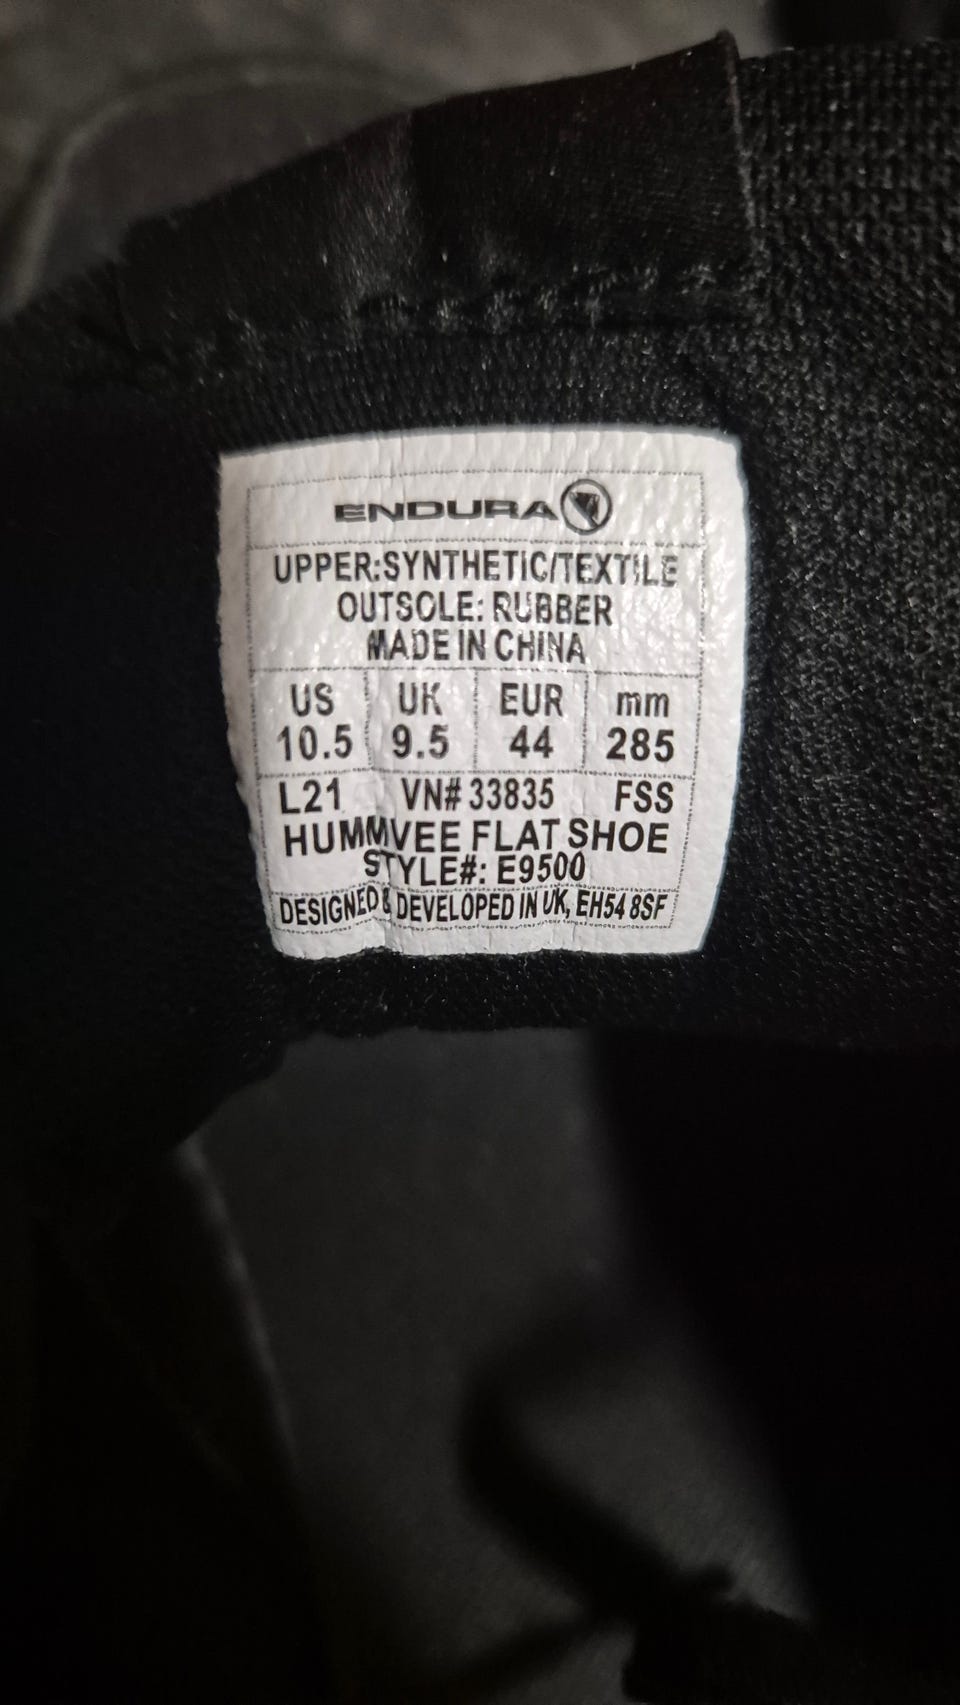 ENDURA
UPPER:SYNTHETIC/TEXTILE
OUTSOLE: RUBBER
MADE IN CHINA
US UK EUR mm
10.5 9.5 44 285
L21 VN# 33835 FSS
HUMMVEE FLAT SHOE
STYLE#: E9500
DESIGNED & DEVELOPED IN UK, EH54 8SF